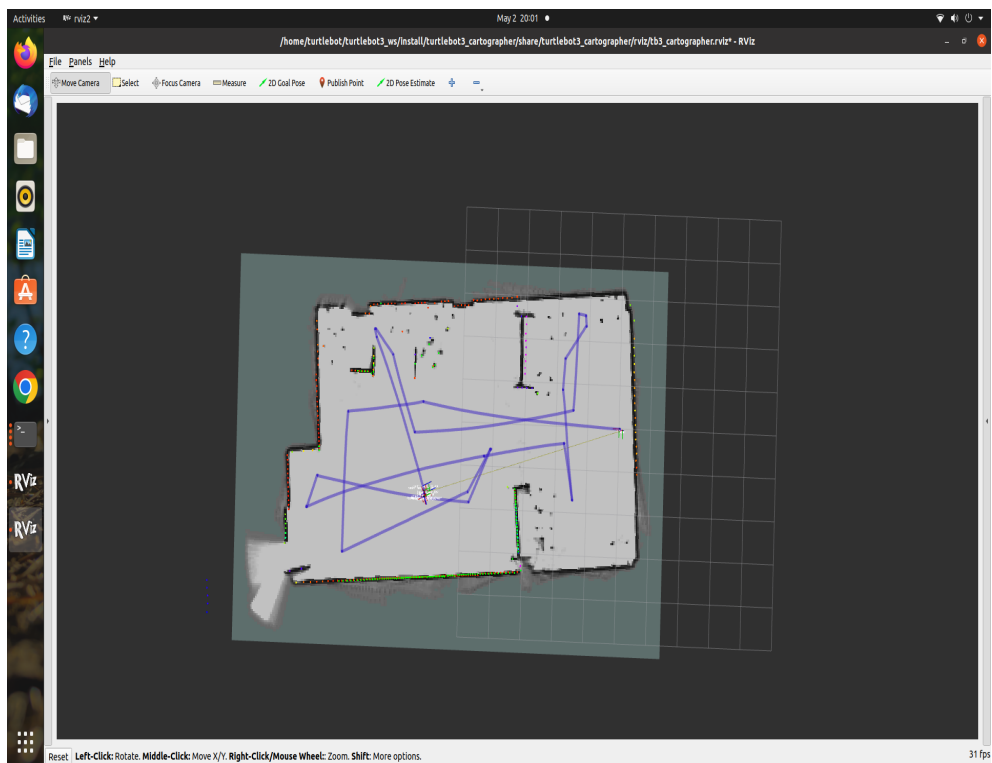 Activities rviz2 May 2 20:01
/home/turtlebot/turtlebot3_ws/install/turtlebot3_cartographer/share/turtlebot3_cartographer/rviz/tb3_cartographer.rviz* - RViz
File Panels Help
Move Camera Select Focus Camera Measure 2D Goal Pose Publish Point 2D Pose Estimate
RViz
RViz
Reset Left-Click: Rotate. Middle-Click: Move X/Y. Right-Click/Mouse Wheel:: Zoom. Shift: More options. 31 fps